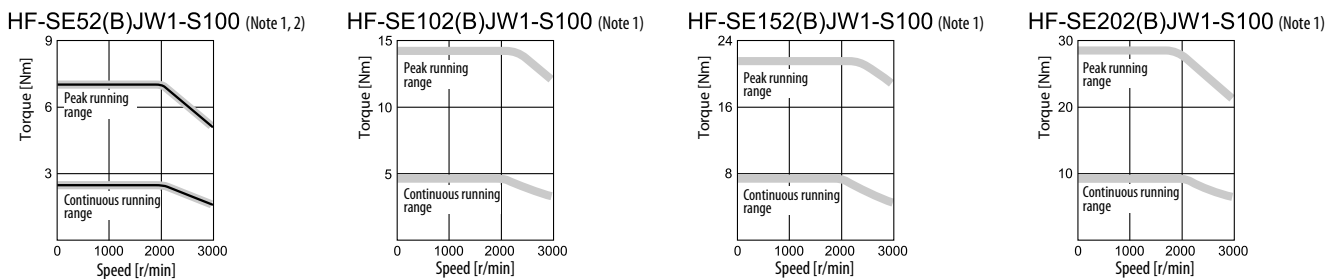 HF-SE52(B)JW1-S100 (Note 1, 2)
9
6
3
Torque [Nm]
Peak running
range
Continuous running
range
0 1000 2000 3000
Speed [r/min]
HF-SE102(B)JW1-S100 (Note 1)
15
10
5
Torque [Nm]
Peak running
range
Continuous running
range
0 1000 2000 3000
Speed [r/min]
HF-SE152(B)JW1-S100 (Note 1)
24
16
8
Torque [Nm]
Peak running
range
Continuous running
range
0 1000 2000 3000
Speed [r/min]
HF-SE202(B)JW1-S100 (Note 1)
30
20
10
Torque [Nm]
Peak running
range
Continuous running
range
0 1000 2000 3000
Speed [r/min]